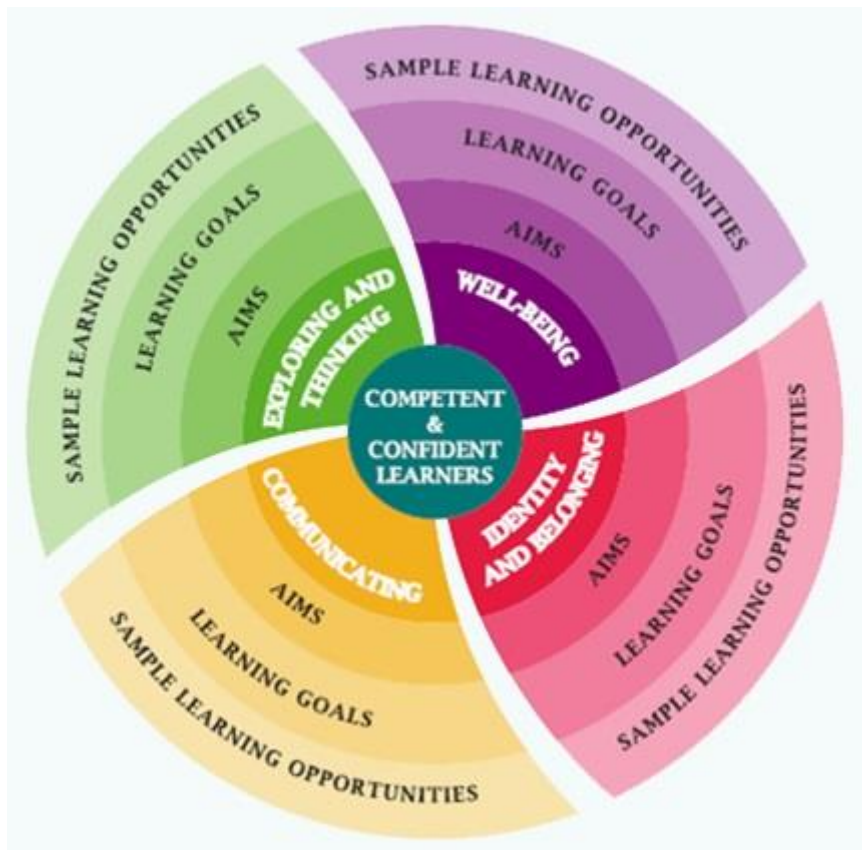 SAMPLE LEARNING OPPORTUNITIES
LEARNING GOALS
AIMS
WELL-BEING
SAMPLE LEARNING OPPORTUNITIES
LEARNING GOALS
AIMS
EXPLORING AND
THINKING
COMPETENT
&
CONFIDENT
LEARNERS
IDENTITY
AND BELONGING
AIMS
LEARNING GOALS
SAMPLE LEARNING OPPORTUNITIES
COMMUNICATING
AIMS
LEARNING GOALS
SAMPLE LEARNING OPPORTUNITIES